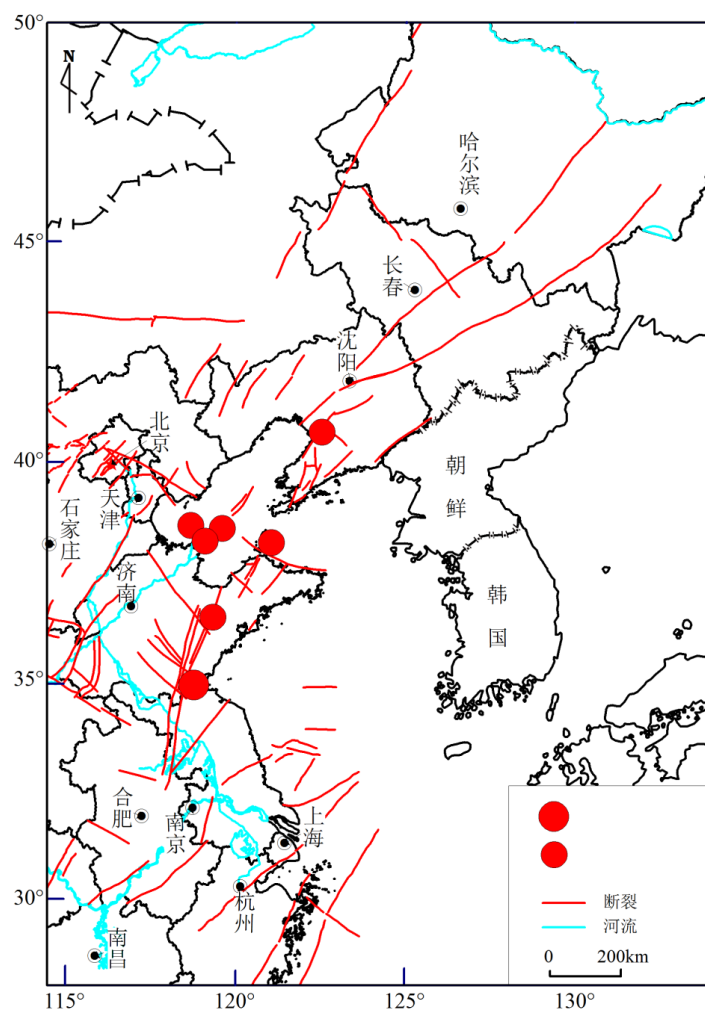 50°
N
哈尔滨
45°
长春
沈阳
北京
40°
天津
朝鲜
石家庄
济南
韩国
35°
合肥
南京
上海
30°
杭州
断裂
河流
南昌
0 200km
115° 120° 125° 130°